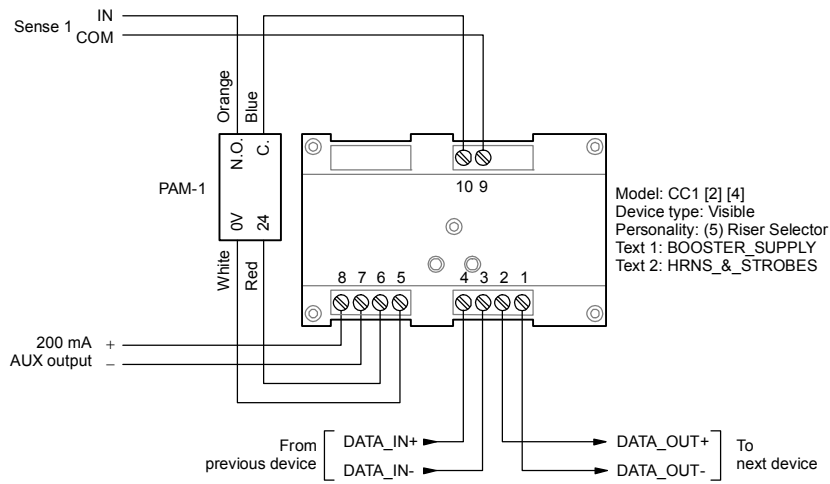 Sense 1
IN
COM
Orange
Blue
N.O.
C.
PAM-1
0V
24
White
Red
10 9
8 7 6 5 4 3 2 1
Model: CC1 [2] [4]
Device type: Visible
Personality: (5) Riser Selector
Text 1: BOOSTER_SUPPLY
Text 2: HRNS_&_STROBES
200 mA +
AUX output –
From
previous device
DATA_IN+
DATA_IN-
DATA_OUT+
DATA_OUT-
To
next device